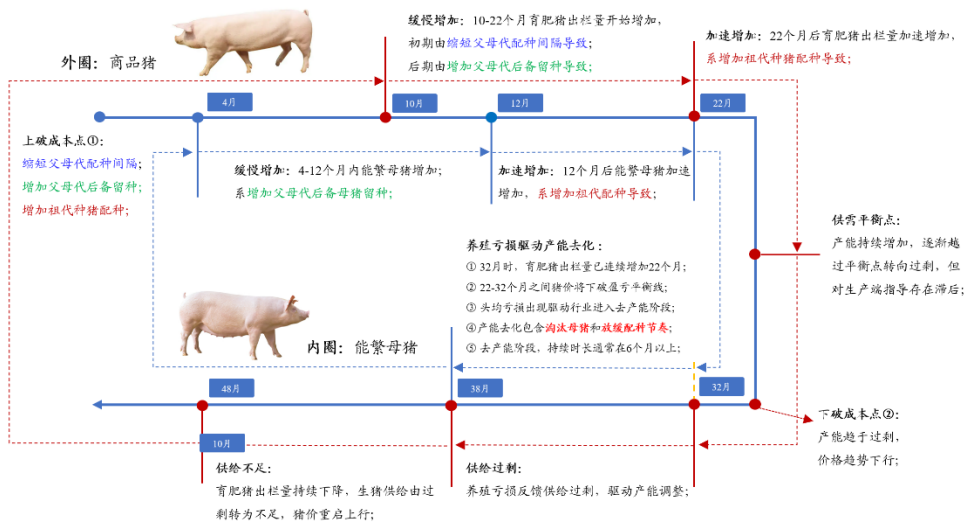 缓慢增加：10-22个月育肥猪出栏量开始增加，
初期由缩短父母代配种间隔导致；
后期由增加父母代后备留种导致；
加速增加：22个月后育肥猪出栏量加速增加，
系增加祖代种猪配种导致；
外圈：商品猪
4月
10月
12月
22月
上破成本点①:
缩短父母代配种间隔;
增加父母代后备留种;
增加祖代种猪配种;
缓慢增加：4-12个月内能繁母猪增加；
系增加父母代后备母猪留种；
加速增加：12个月后能繁母猪加速
增加，系增加祖代配种导致；
供需平衡点：
产能持续增加，逐渐越
过平衡点转向过剩，但
对生产端指导存在滞后；
养殖亏损驱动产能去化：
① 32月时，育肥猪出栏量已连续增加22个月；
② 22-32个月之间猪价将下破盈亏平衡线；
③ 头均亏损出现驱动行业进入去产能阶段；
④ 产能去化包含淘汰母猪和放缓配种节奏；
⑤ 去产能阶段，持续时长通常在6个月以上；
内圈：能繁母猪
48月
38月
32月
下破成本点②:
产能趋于过剩，
价格趋势下行；
10月
供给不足：
育肥猪出栏量持续下降，生猪供给由过
剩转为不足，猪价重启上行；
供给过剩：
养殖亏损反馈供给过剩，驱动产能调整；